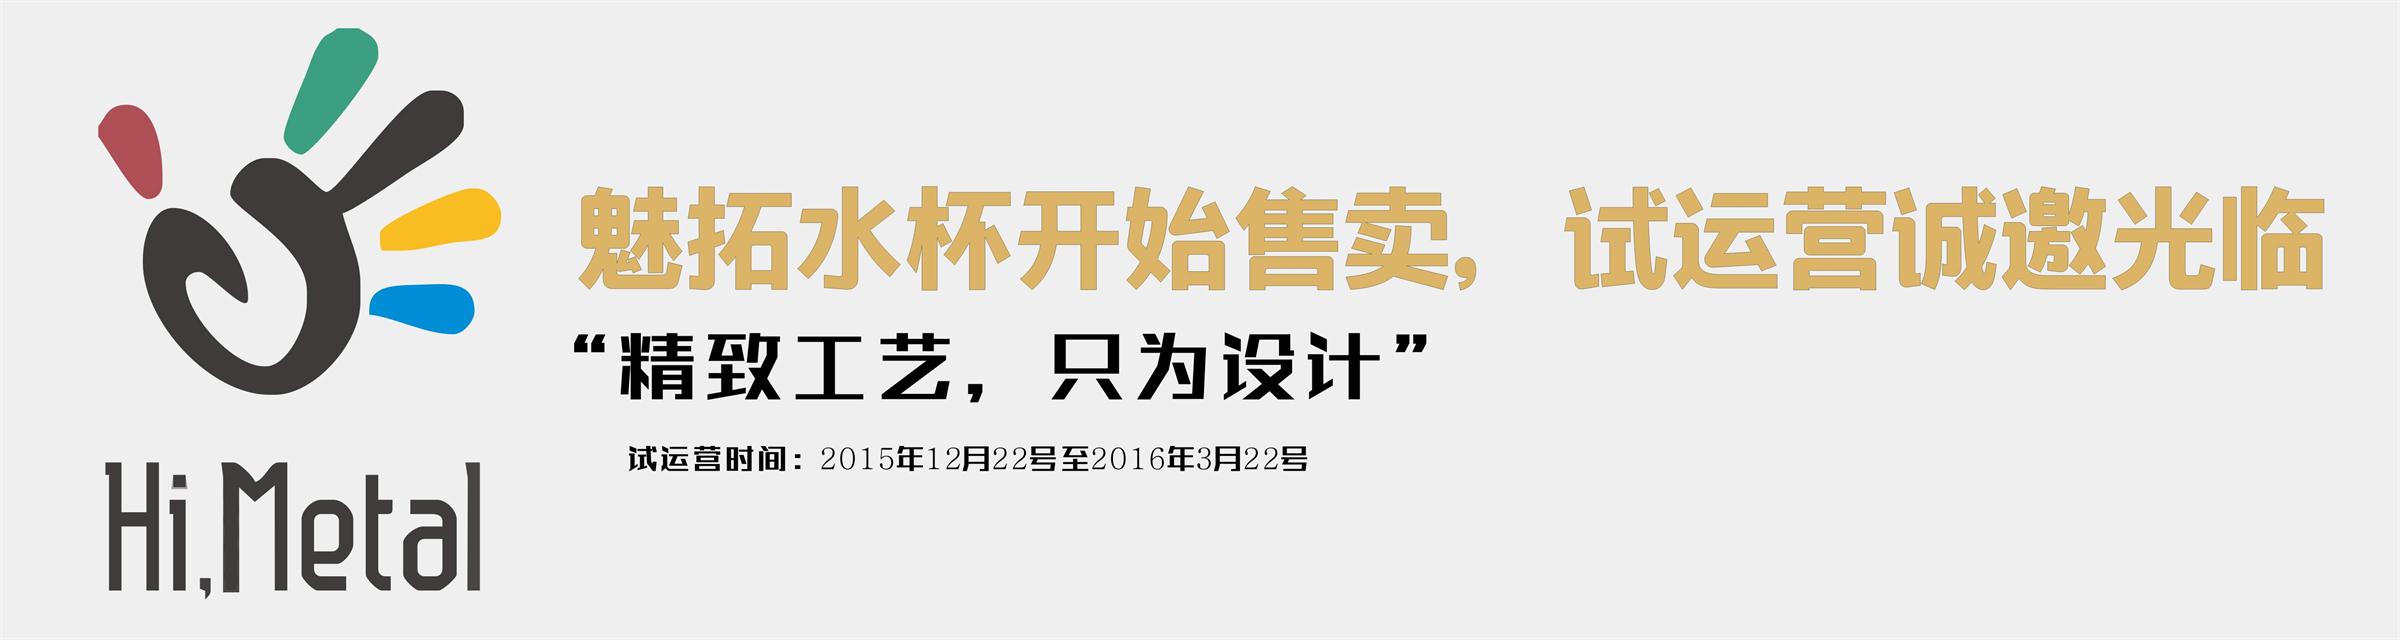 魅拓水杯开始售卖，试运营诚邀光临
“精致工艺，只为设计”
试运营时间：2015年12月22号至2016年3月22号
Hi,Metal